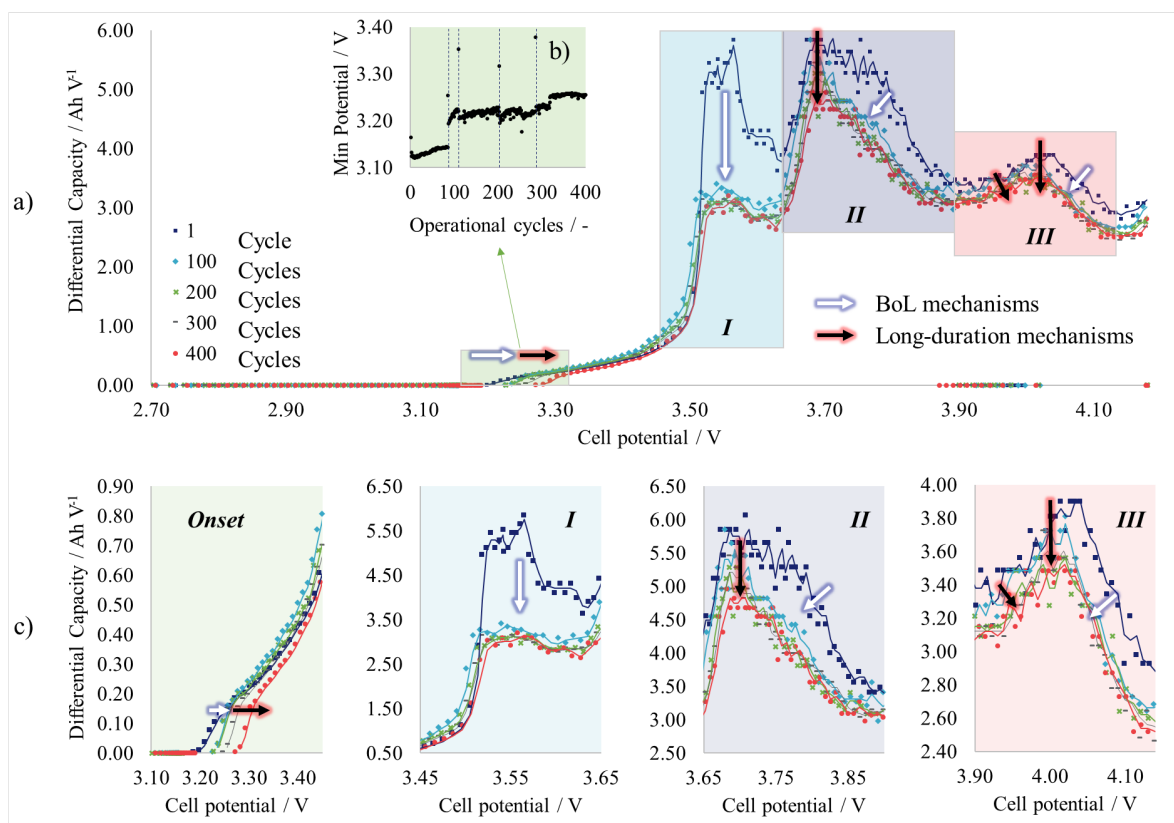 a)
Differential Capacity / Ah V-1
6.00
5.00
4.00
3.00
2.00
1.00
0.00
2.70
2.90
3.10
3.30
3.50
3.70
3.90
4.10
Cell potential / V
1 Cycle
100 Cycles
200 Cycles
300 Cycles
400 Cycles
b)
Min Potential / V
3.40
3.30
3.20
3.10
0
100
200
300
400
Operational cycles / -
I
II
III
BoL mechanisms
Long-duration mechanisms
c)
Differential Capacity / Ah V-1
0.90
0.80
0.70
0.60
0.50
0.40
0.30
0.20
0.10
0.00
Onset
3.10
3.20
3.30
3.40
Cell potential / V
6.50
5.50
4.50
3.50
2.50
1.50
0.50
I
3.45
3.55
3.65
Cell potential / V
6.50
6.00
5.50
5.00
4.50
4.00
3.50
3.00
2.50
II
3.65
3.75
3.85
Cell potential / V
4.00
3.80
3.60
3.40
3.20
3.00
2.80
2.60
2.40
III
3.90
4.00
4.10
Cell potential / V